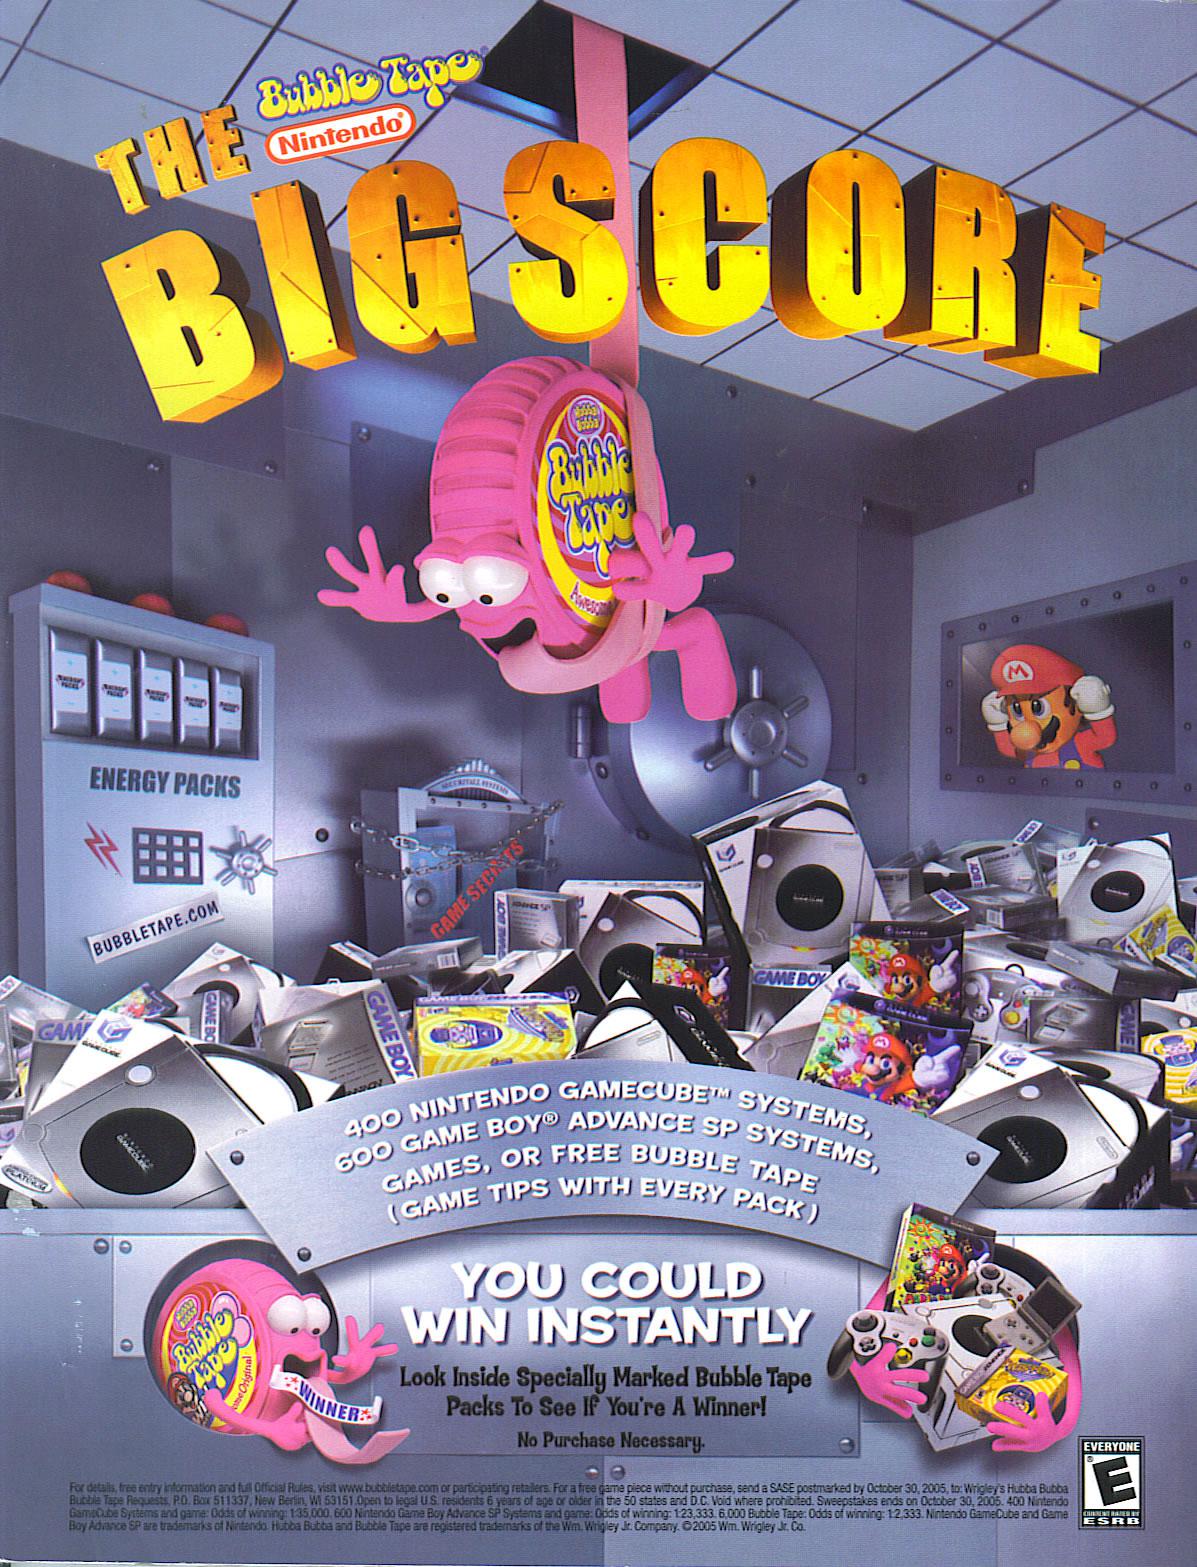 Bubble Tape®
Nintendo®
THE
BIG SCORE
Hubba
Bubba
Bubble
Tape
Awesome
M
ENERGY PACKS
BUBBLETAPE.COM
SECURITALL SYSTEMS
GAME SECRETS
GAME BOY
GAME BOY
GAMECUBE
400 NINTENDO GAMECUBE™ SYSTEMS,
600 GAME BOY® ADVANCE SP SYSTEMS,
GAMES, OR FREE BUBBLE TAPE
(GAME TIPS WITH EVERY PACK)
YOU COULD
WIN INSTANTLY
Bubble
Tape
WINNER
Look Inside Specially Marked Bubble Tape
Packs To See If You're A Winner!
No Purchase Necessary.
EVERYONE
E
CONTENT RATED BY
ESRB
For details, free entry information and full Official Rules, visit www.bubbletape.com or participating retailers. For a free game piece without purchase, send a SASE postmarked by October 30, 2005, to: Wrigley's Hubba Bubba
Bubble Tape Requests, P.O. Box 511337, New Berlin, WI 53151.Open to legal U.S. residents 6 years of age or older in the 50 states and D.C. Void where prohibited. Sweepstakes ends on October 30, 2005. 400 Nintendo
GameCube Systems and game: Odds of winning: 1:35,000. 600 Nintendo Game Boy Advance SP Systems and game: Odds of winning: 1:23,333. 6,000 Bubble Tape: Odds of winning: 1:2,333. Nintendo GameCube and Game
Boy Advance SP are trademarks of Nintendo. Hubba Bubba and Bubble Tape are registered trademarks of the Wm. Wrigley Jr. Company. ©2005 Wm. Wrigley Jr. Co.